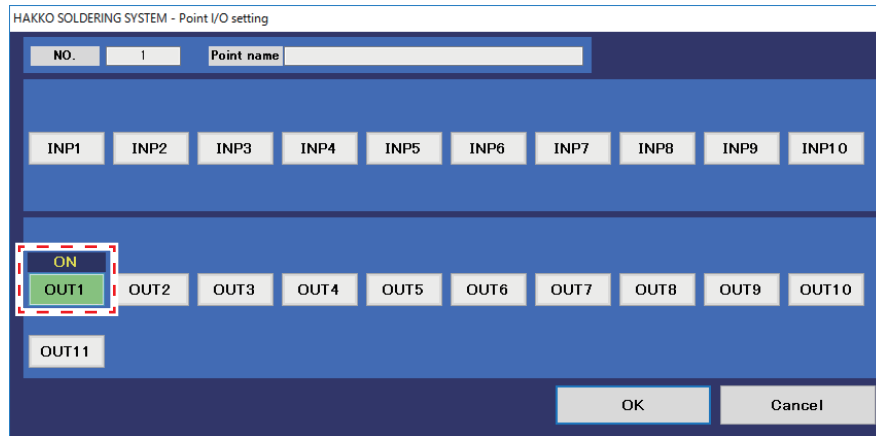 HAKKO SOLDERING SYSTEM - Point I/O setting
NO. 1 Point name
INP1 INP2 INP3 INP4 INP5 INP6 INP7 INP8 INP9 INP10
ON
OUT1 OUT2 OUT3 OUT4 OUT5 OUT6 OUT7 OUT8 OUT9 OUT10
OUT11
OK Cancel